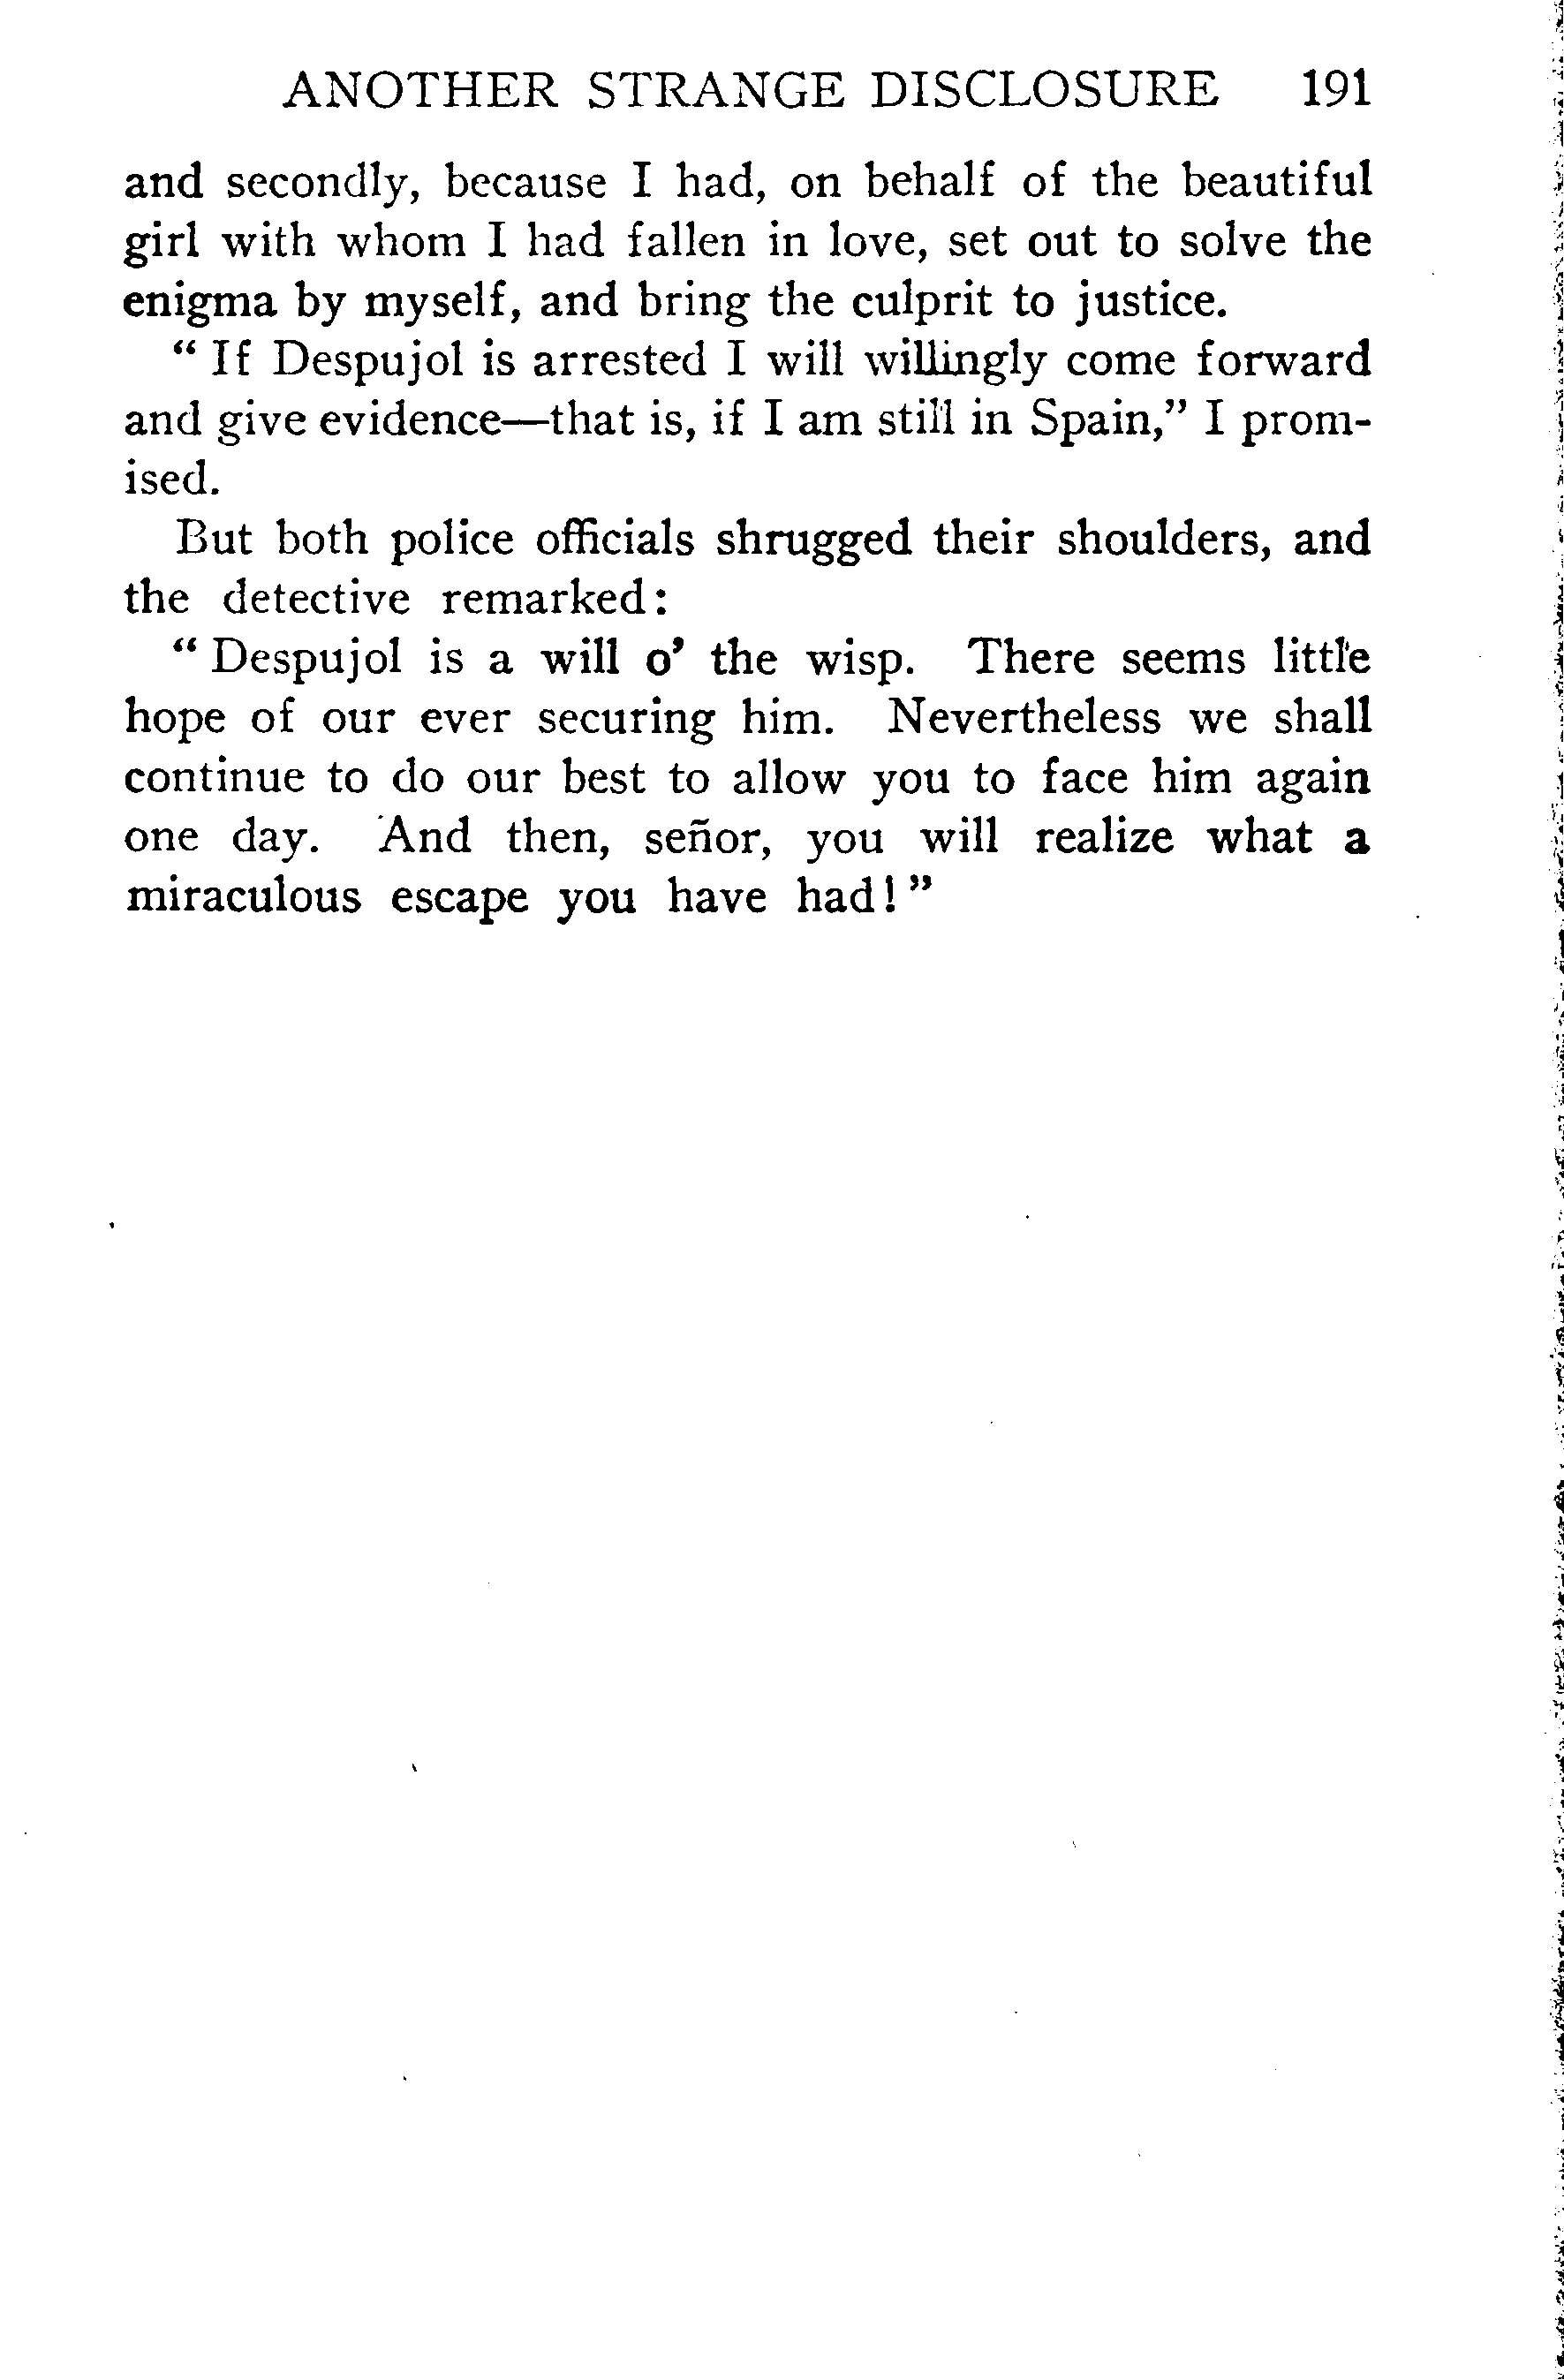 ANOTHER STRANGE DISCLOSURE 191
and secondly, because I had, on behalf of the beautiful
girl with whom I had fallen in love, set out to solve the
enigma by myself, and bring the culprit to justice.
“ If Despujol is arrested I will willingly come forward
and give evidence—that is, if I am still in Spain,” I prom-
ised.
But both police officials shrugged their shoulders, and
the detective remarked:
“ Despujol is a will o’ the wisp. There seems little
hope of our ever securing him. Nevertheless we shall
continue to do our best to allow you to face him again
one day. And then, señor, you will realize what a
miraculous escape you have had! ”